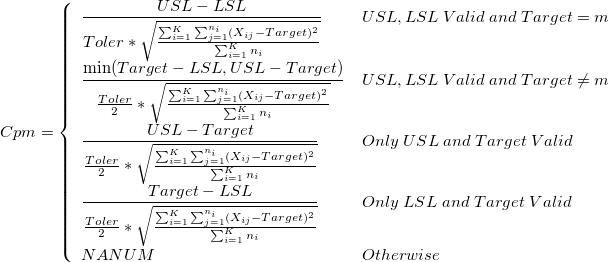 Cpm = { \frac{USL - LSL}{Toler * \sqrt{\frac{\sum_{i=1}^{K} \sum_{j=1}^{n_i} (X_{ij} - Target)^2}{\sum_{i=1}^{K} n_i}}} USL, LSL Valid and Target = m
\frac{\min(Target - LSL, USL - Target)}{\frac{Toler}{2} * \sqrt{\frac{\sum_{i=1}^{K} \sum_{j=1}^{n_i} (X_{ij} - Target)^2}{\sum_{i=1}^{K} n_i}}} USL, LSL Valid and Target ≠ m
\frac{USL - Target}{\frac{Toler}{2} * \sqrt{\frac{\sum_{i=1}^{K} \sum_{j=1}^{n_i} (X_{ij} - Target)^2}{\sum_{i=1}^{K} n_i}}} Only USL and Target Valid
\frac{Target - LSL}{\frac{Toler}{2} * \sqrt{\frac{\sum_{i=1}^{K} \sum_{j=1}^{n_i} (X_{ij} - Target)^2}{\sum_{i=1}^{K} n_i}}} Only LSL and Target Valid
NANUM Otherwise